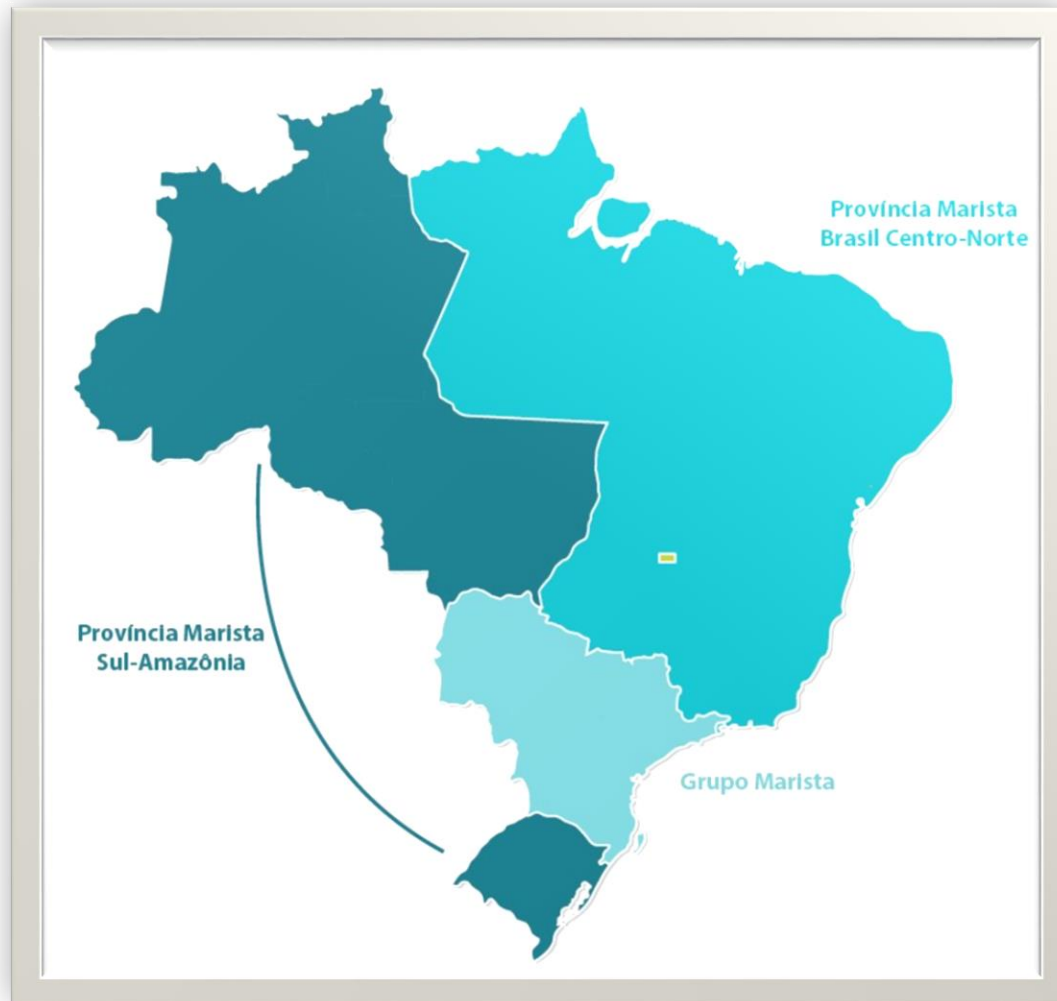 Província Marista
Brasil Centro-Norte
Província Marista
Sul-Amazônia
Grupo Marista